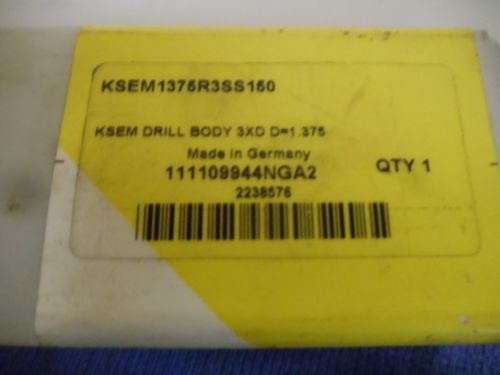 KSEM1375R3SS150
KSEM DRILL BODY 3XD D=1.375
Made in Germany
111109944NGA2
QTY 1
2238576